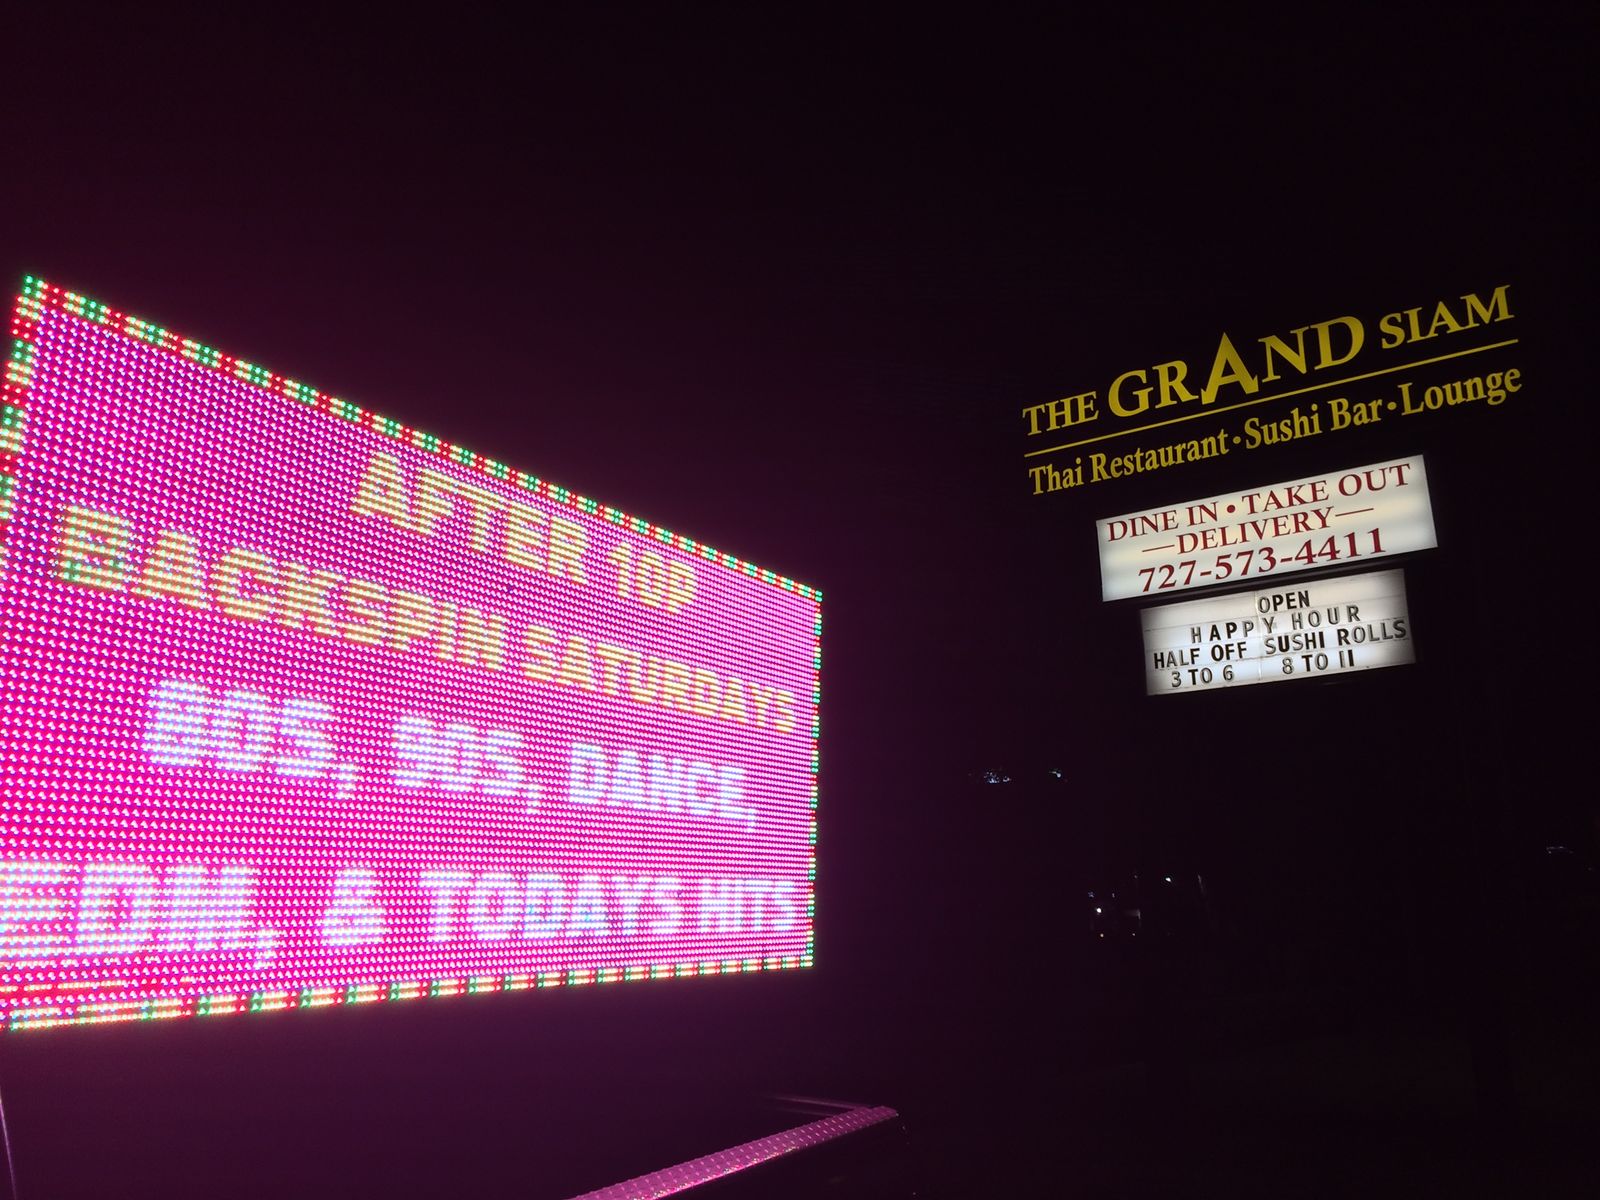 AFTER 10P
BACKSPIN SATURDAYS
80S, 90S, DANCE,
EDM, & TODAYS HITS
THE GRAND SIAM
Thai Restaurant • Sushi Bar • Lounge
DINE IN • TAKE OUT
—DELIVERY—
727-573-4411
OPEN
HAPPY HOUR
HALF OFF SUSHI ROLLS
3 TO 6 8 TO 11